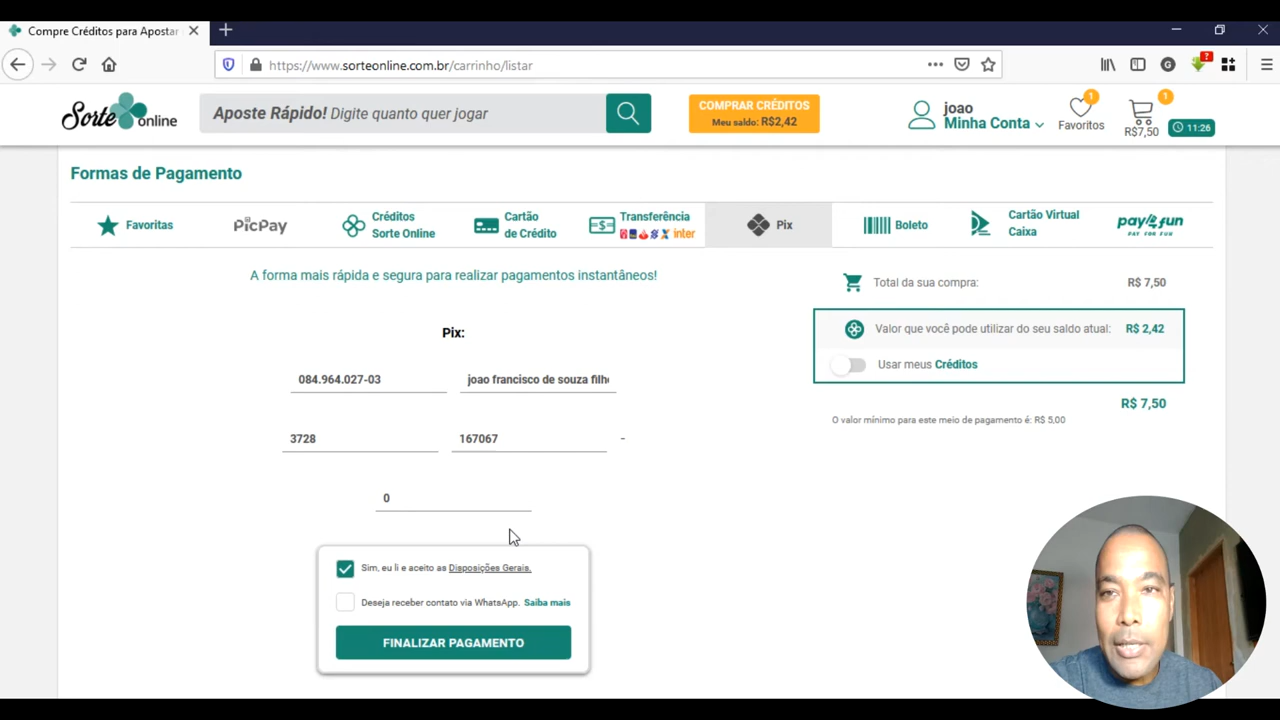 Compre Créditos para Apostar
https://www.sorteonline.com.br/carrinho/listar
Sorte online
Aposte Rápido! Digite quanto quer jogar
COMPRAR CRÉDITOS
Meu saldo: R$2,42
joao
Minha Conta
1
Favoritos
1
R$7,50
11:26
Formas de Pagamento
Favoritas
PicPay
Créditos
Sorte Online
Cartão
de Crédito
Transferência
inter
Pix
Boleto
Cartão Virtual
Caixa
pay4fun
PAY FOR FUN
A forma mais rápida e segura para realizar pagamentos instantâneos!
Pix:
084.964.027-03
joao francisco de souza filh
3728
167067
-
0
Sim, eu li e aceito as Disposições Gerais.
Deseja receber contato via WhatsApp. Saiba mais
FINALIZAR PAGAMENTO
Total da sua compra: R$ 7,50
Valor que você pode utilizar do seu saldo atual: R$ 2,42
Usar meus Créditos
R$ 7,50
O valor mínimo para este meio de pagamento é: R$ 5,00